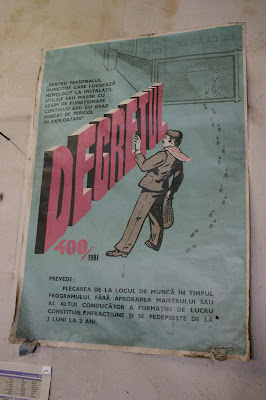 „PENTRU PERSONALUL
MUNCITOR CARE LUCREAZĂ
NEMIJLOCIT LA INSTALAȚII,
UTILAJE SAU MAȘINI CU
REGIM DE FUNCȚIONARE
CONTINUĂ SAU CU GRAD
RIDICAT DE PERICOL
ÎN EXPLOATARE”
DECRETUL
400/
1981
PREVEDE:
PLECAREA DE LA LOCUL DE MUNCĂ ÎN TIMPUL
PROGRAMULUI, FĂRĂ APROBAREA MAISTRULUI SAU
AL ALTUI CONDUCĂTOR A FORMAȚIEI DE LUCRU
CONSTITUIE INFRACȚIUNE ȘI SE PEDEPSEȘTE DE LA
3 LUNI LA 2 ANI.